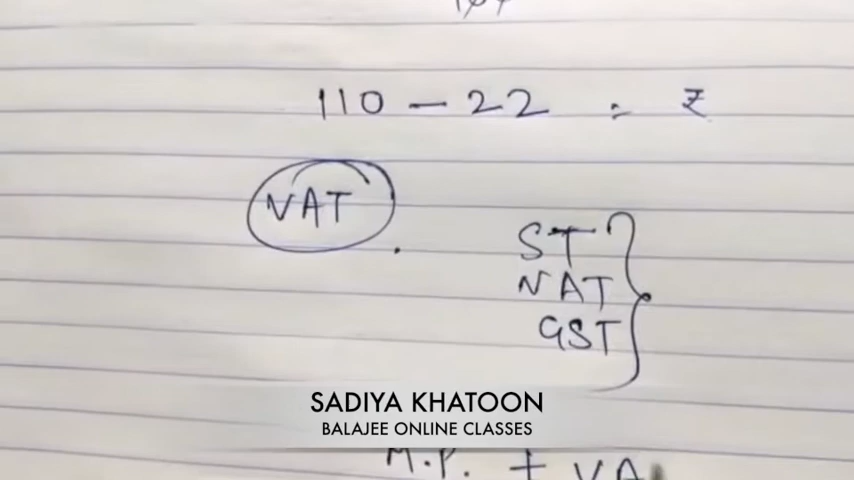 110 - 22 = ₹
VAT
ST
VAT
GST
SADIYA KHATOON
BALAJEE ONLINE CLASSES
M.P. + VA